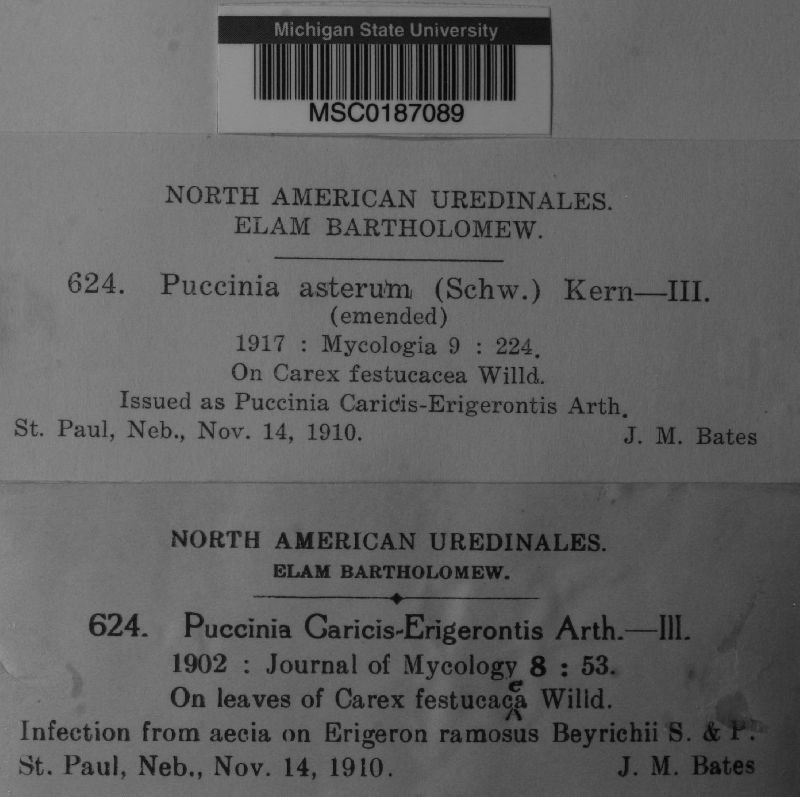 Michigan State University
MSC0187089
NORTH AMERICAN UREDINALES.
ELAM BARTHOLOMEW.
624. Puccinia asterum (Schw.) Kern—III.
(emended)
1917 : Mycologia 9 : 224.
On Carex festucacea Willd.
Issued as Puccinia Caricis-Erigerontis Arth.
St. Paul, Neb., Nov. 14, 1910. J. M. Bates
NORTH AMERICAN UREDINALES.
ELAM BARTHOLOMEW.
624. Puccinia Caricis-Erigerontis Arth.—III.
1902 : Journal of Mycology 8 : 53.
On leaves of Carex festucacea Willd.
Infection from aecia on Erigeron ramosus Beyrichii S. & P.
St. Paul, Neb., Nov. 14, 1910. J. M. Bates